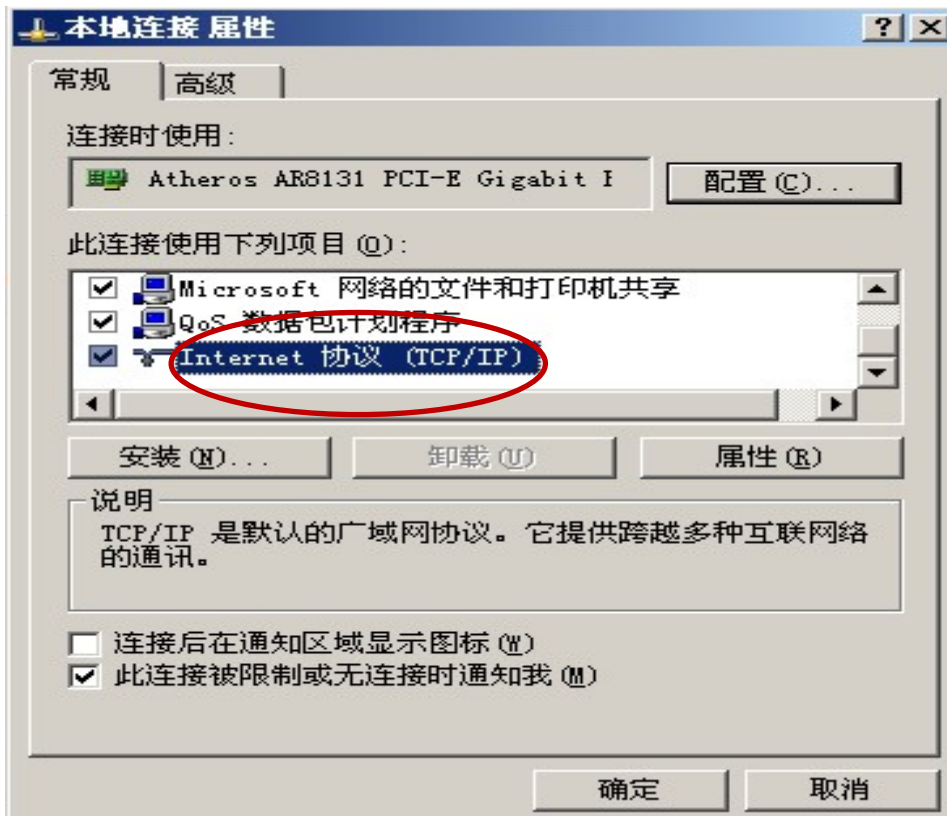 本地连接 属性
常规
高级
连接时使用:
Atheros AR8131 PCI-E Gigabit
配置(C)...
此连接使用下列项目(O):
Microsoft 网络的文件和打印机共享
QoS 数据包计划程序
Internet 协议 (TCP/IP)
安装(N)...
卸载(U)
属性(R)
说明
TCP/IP 是默认的广域网协议。它提供跨越多种互联网络
的通讯。
连接后在通知区域显示图标(W)
此连接被限制或无连接时通知我(M)
确定
取消